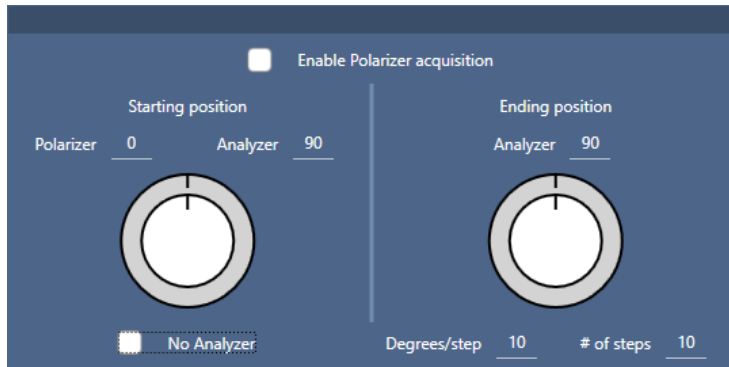 Enable Polarizer acquisition
Starting position
Ending position
Polarizer 0 Analyzer 90
Analyzer 90
No Analyzer
Degrees/step 10 # of steps 10